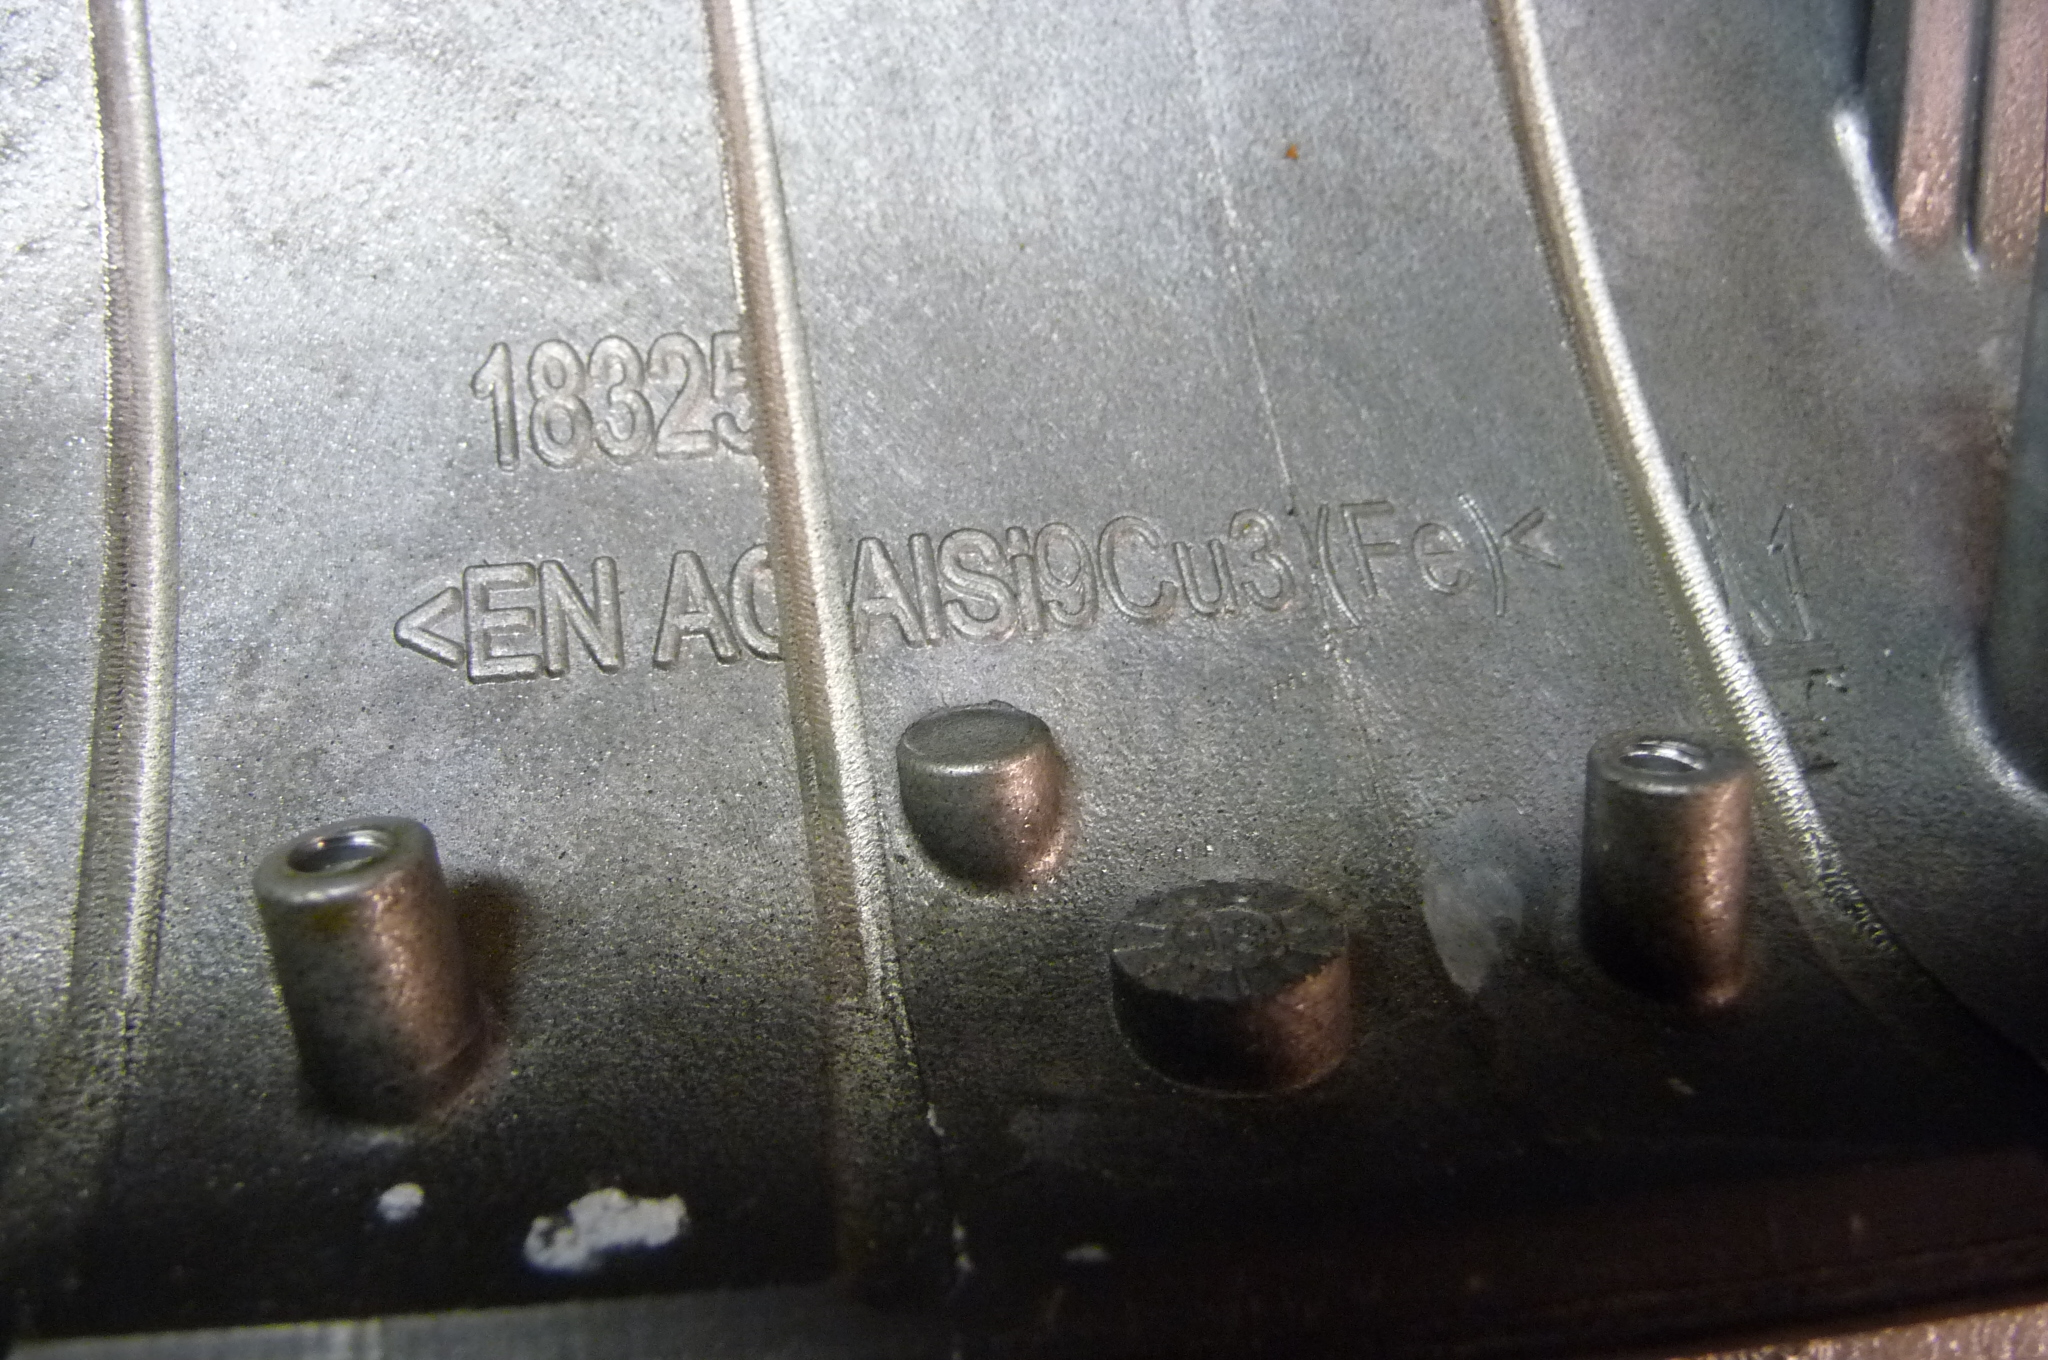 18325
<EN AC AlSi9Cu3 (Fe)<